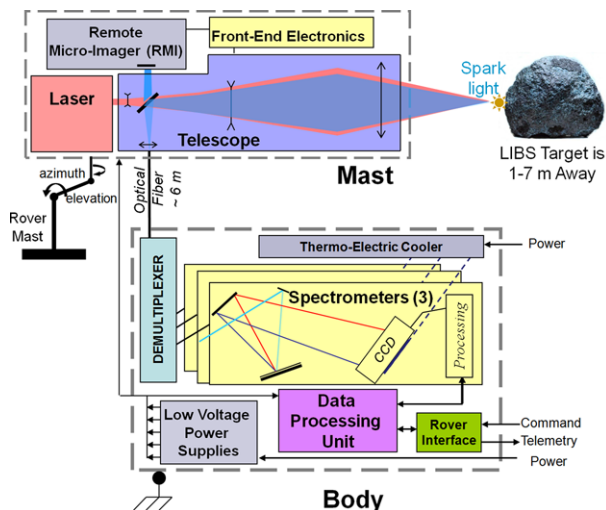 Remote
Micro-Imager (RMI)
Front-End Electronics
Laser
Spark
light
Telescope
LIBS Target is
1-7 m Away
Mast
azimuth
elevation
Rover
Mast
Optical
Fiber
~ 6 m
Thermo-Electric Cooler
Power
DEMULTIPLEXER
Spectrometers (3)
CCD
Processing
Low Voltage
Power
Supplies
Data
Processing
Unit
Rover
Interface
Command
Telemetry
Power
Body